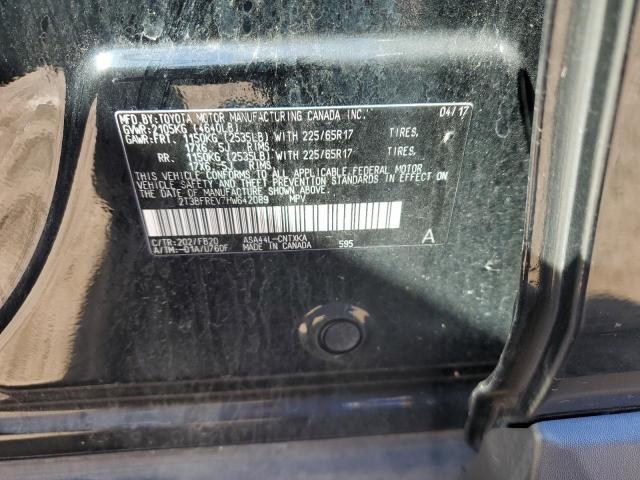 MFD.BY:TOYOTA MOTOR MANUFACTURING CANADA INC. 04/17
GVWR:2105KG (4640LB)
GAWR:FRT. 1150KG (2535LB) WITH 225/65R17 TIRES,
17X6.5J RIMS.
RR. 1150KG (2535LB) WITH 225/65R17 TIRES,
17X6.5J RIMS.
THIS VEHICLE CONFORMS TO ALL APPLICABLE FEDERAL MOTOR
VEHICLE SAFETY AND THEFT PREVENTION STANDARDS IN EFFECT ON
THE DATE OF MANUFACTURE SHOWN ABOVE.
2T3BFREV7HW642089 MPV
C/TR:202/FB20 ASA44L-CNTXKA A
A/TM:-01A/U760F MADE IN CANADA 595